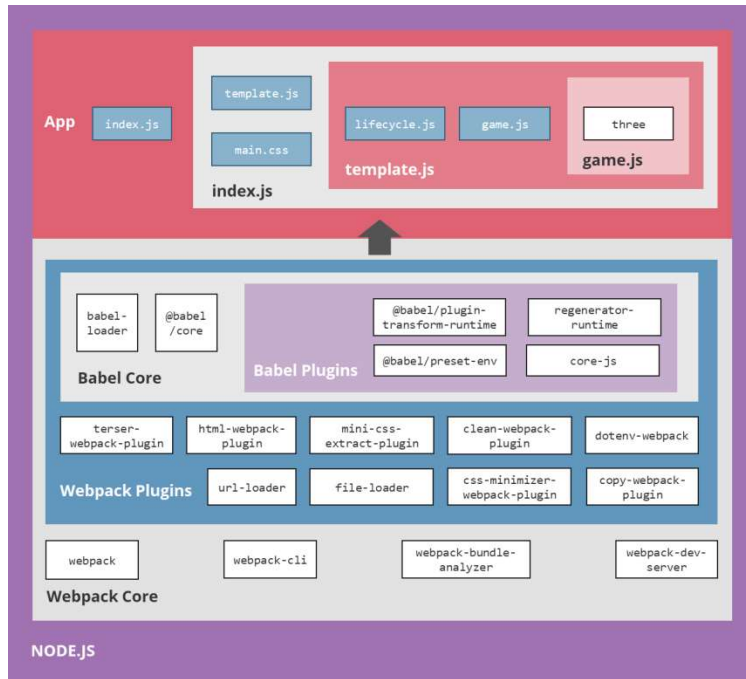 App
index.js
template.js
main.css
index.js
lifecycle.js
game.js
template.js
three
game.js
babel-
loader
@babel
/core
Babel Core
@babel/plugin-
transform-runtime
regenerator-
runtime
@babel/preset-env
core-js
Babel Plugins
terser-
webpack-plugin
html-webpack-
plugin
mini-css-
extract-plugin
clean-webpack-
plugin
dotenv-webpack
Webpack Plugins
url-loader
file-loader
css-minimizer-
webpack-plugin
copy-webpack-
plugin
webpack
webpack-cli
webpack-bundle-
analyzer
webpack-dev-
server
Webpack Core
NODE.JS